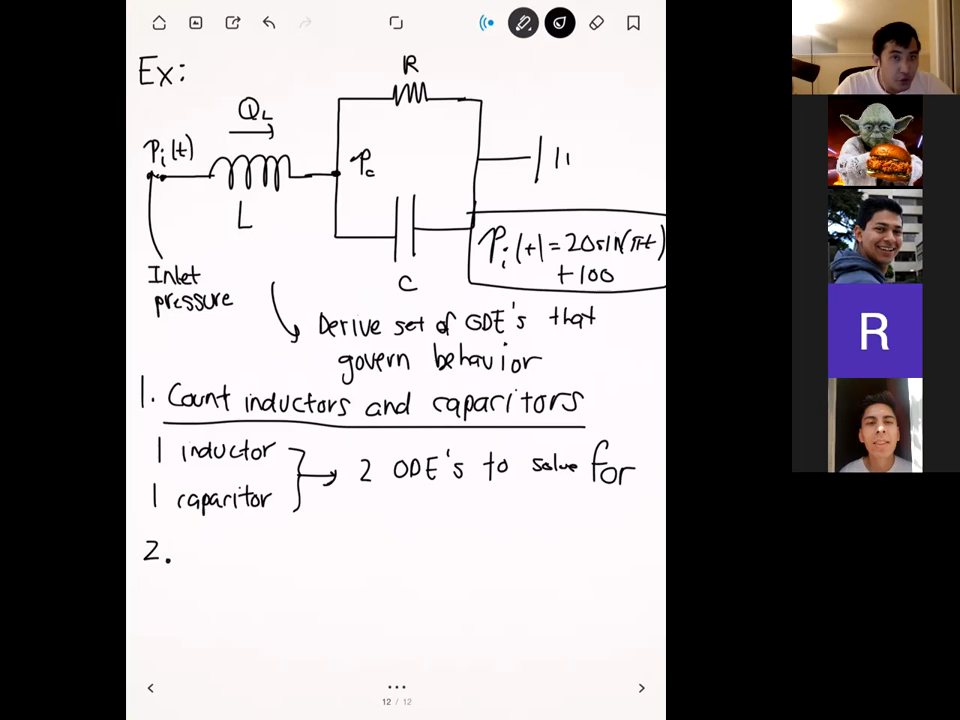 Ex:
R
QL
Pi(t)
Pc
L
C
Pi(t)=20sin(πt)
+100
Inlet
pressure
Derive set of ODE's that
govern behavior
1. Count inductors and capacitors
1 inductor
1 capacitor
2 ODE's to solve for
2.
12 / 12
R